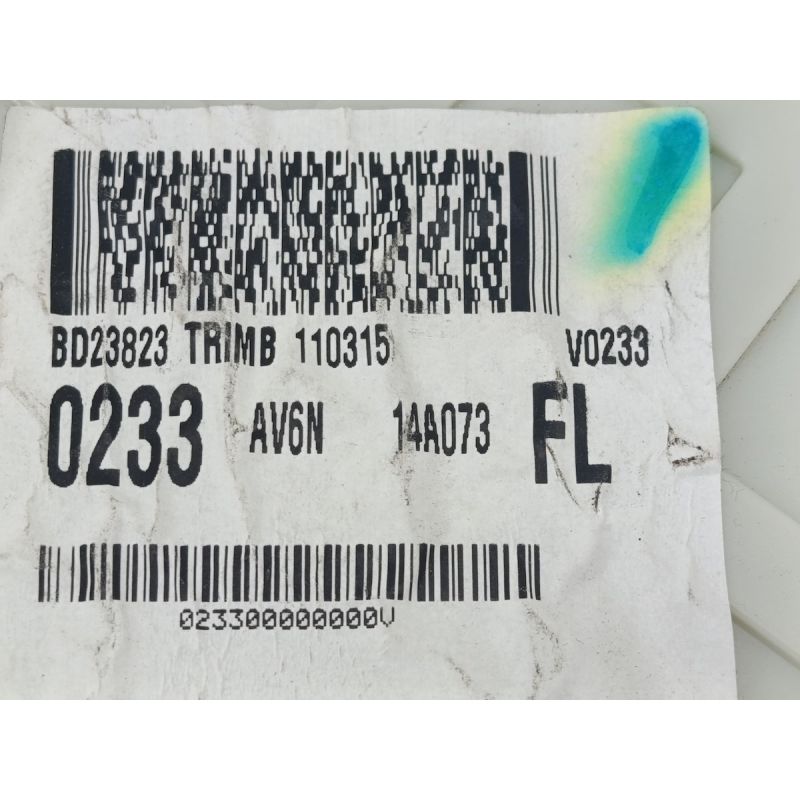 BD23823 TRIMB 110315 V0233
0233 AV6N 14A073 FL
023300000000V